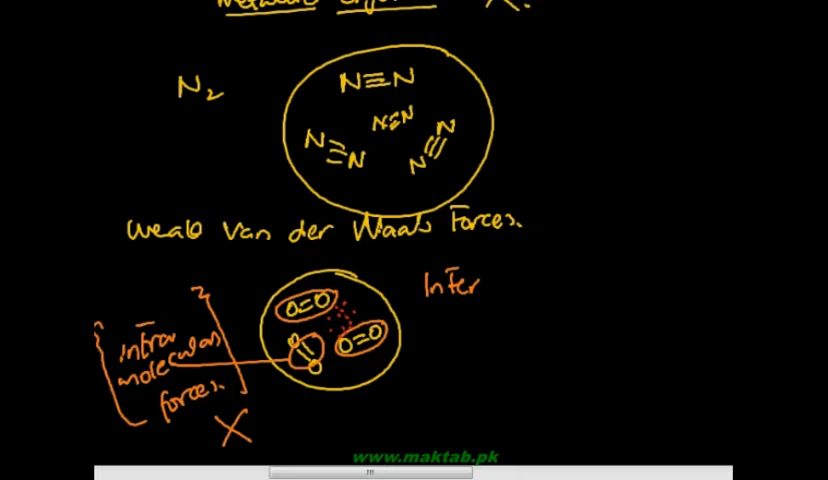 N2
N≡N
N≡N
N≡N
N≡N
Weak Van der Waals Forces.
O=O
Inter
O=O
O=O
intra
molecular
forces.
X
www.maktab.pk